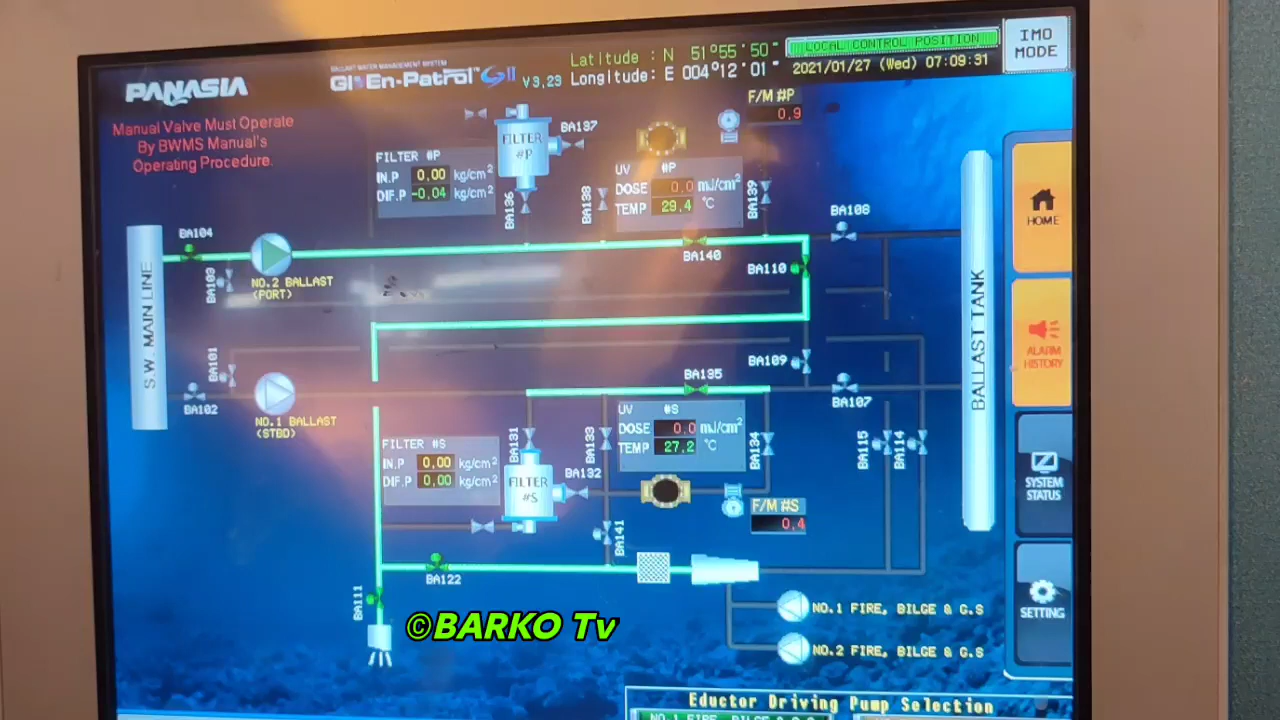 PANASIA
BALLAST WATER MANAGEMENT SYSTEM
GloEn-Patrol™ GII V3,23
Latitude : N 51°55'50"
Longitude: E 004°12'01"
LOCAL CONTROL POSITION
2021/01/27 (Wed) 07:09:31
IMO
MODE
Manual Valve Must Operate
By BWMS Manual's
Operating Procedure.
F/M #P
0,9
FILTER
#P
BA137
FILTER #P
IN.P 0,00 kg/cm²
DIF.P -0,04 kg/cm²
UV #P
DOSE 0,0 mJ/cm²
TEMP 29,4 °C
BA136
BA138
BA139
BA104
BA108
HOME
BA140
BA103
NO.2 BALLAST
(PORT)
BA110
S.W. MAIN LINE
BALLAST TANK
ALARM
HISTORY
BA101
BA109
BA135
BA102
BA107
NO.1 BALLAST
(STBD)
UV #S
DOSE 0,0 mJ/cm²
TEMP 27,2 °C
FILTER #S
IN.P 0,00 kg/cm²
DIF.P 0,00 kg/cm²
BA131
BA133
BA134
BA115
BA114
BA132
FILTER
#S
SYSTEM
STATUS
F/M #S
0,4
BA141
BA122
BA111
NO.1 FIRE, BILGE & G.S
SETTING
©BARKO Tv
NO.2 FIRE, BILGE & G.S
Eductor Driving Pump Selection
NO.1 FIRE, BILGE & G.S